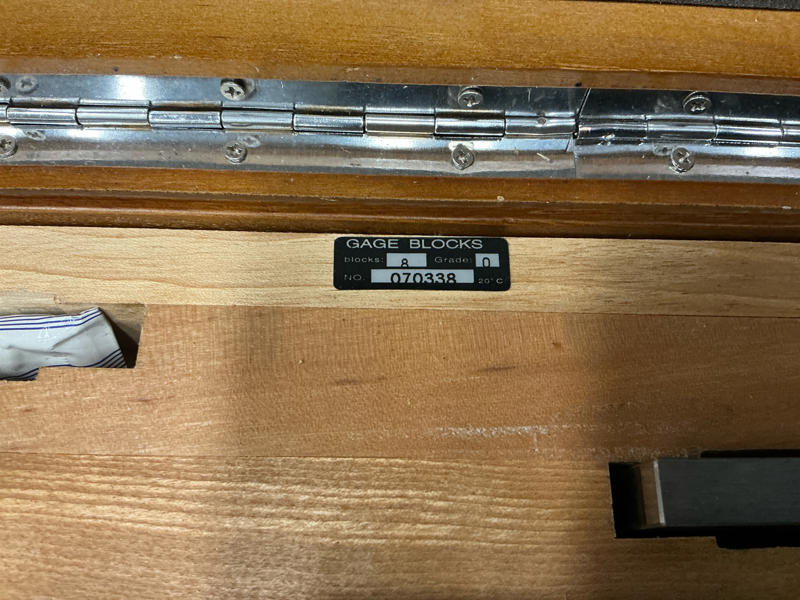 GAGE BLOCKS
blocks: 8 Grade: 0
NO. 070338 20°C